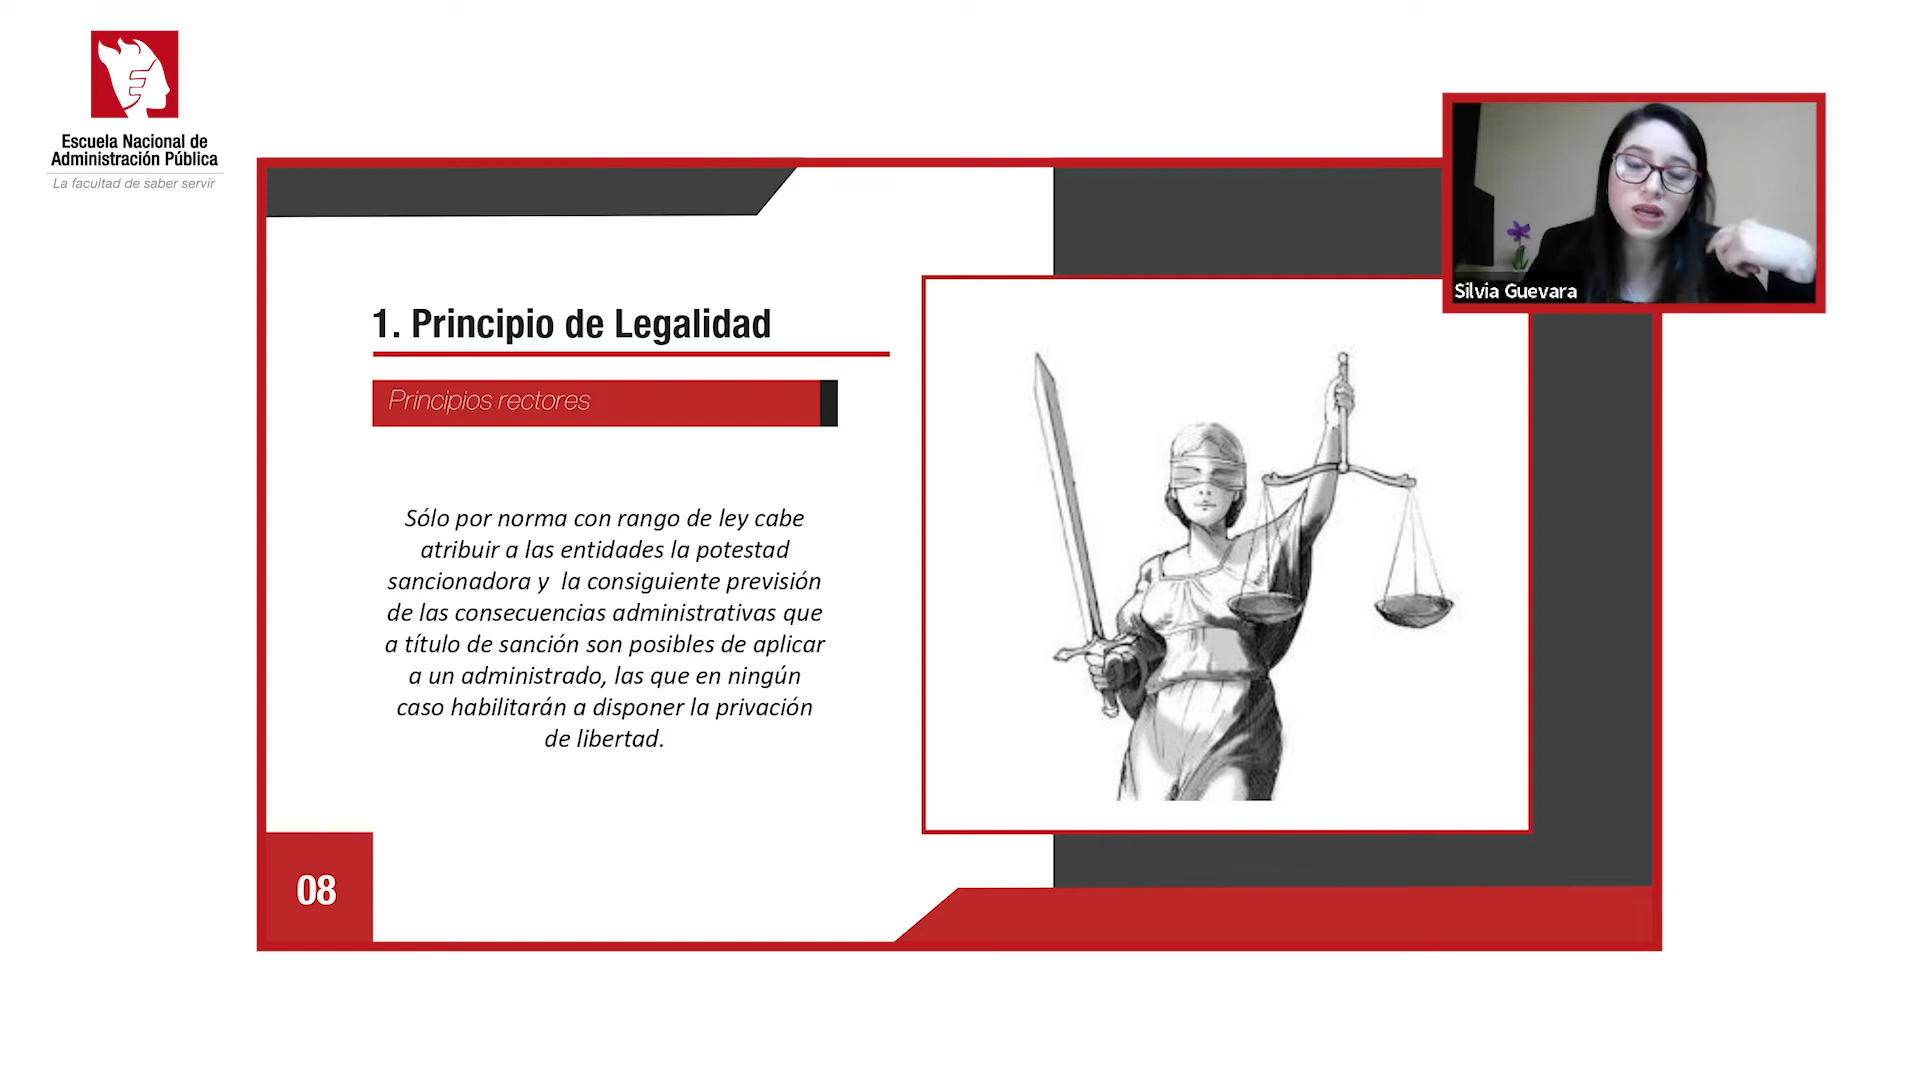 Escuela Nacional de
Administración Pública
La facultad de saber servir
Silvia Guevara
1. Principio de Legalidad
Principios rectores
Sólo por norma con rango de ley cabe
atribuir a las entidades la potestad
sancionadora y la consiguiente previsión
de las consecuencias administrativas que
a título de sanción son posibles de aplicar
a un administrado, las que en ningún
caso habilitarán a disponer la privación
de libertad.
08